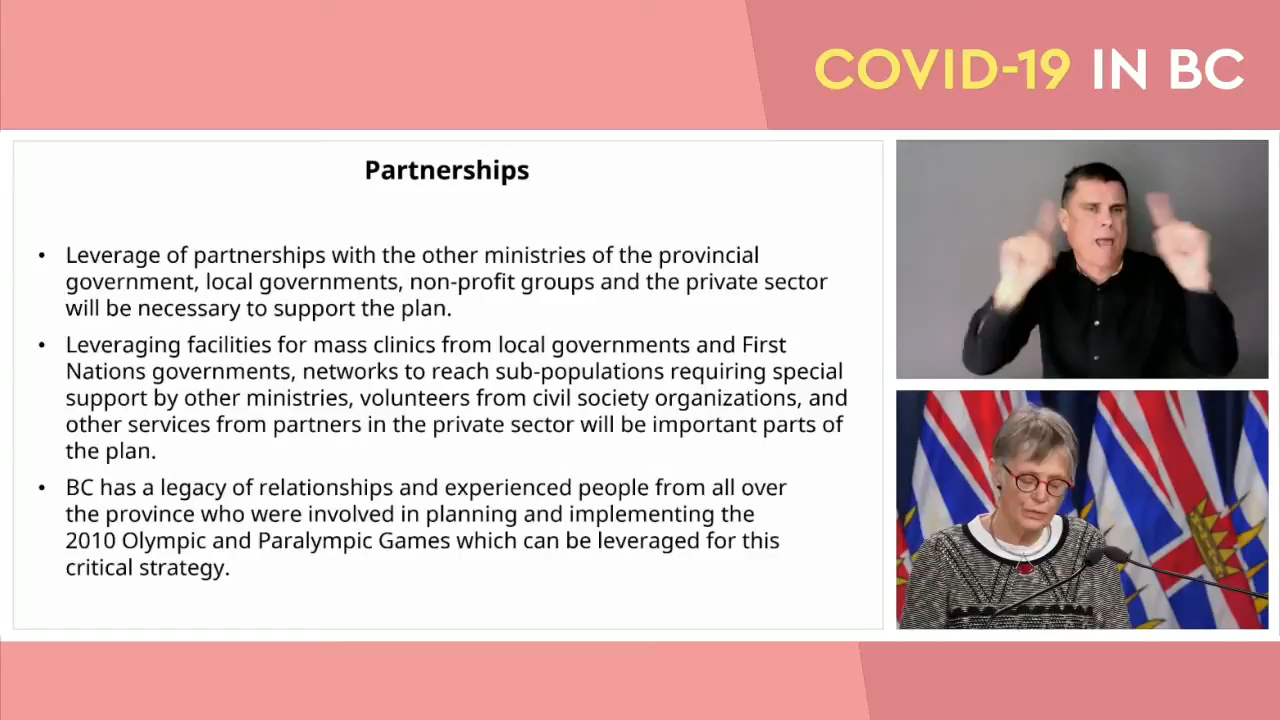 COVID-19 IN BC
Partnerships
• Leverage of partnerships with the other ministries of the provincial
government, local governments, non-profit groups and the private sector
will be necessary to support the plan.
• Leveraging facilities for mass clinics from local governments and First
Nations governments, networks to reach sub-populations requiring special
support by other ministries, volunteers from civil society organizations, and
other services from partners in the private sector will be important parts of
the plan.
• BC has a legacy of relationships and experienced people from all over
the province who were involved in planning and implementing the
2010 Olympic and Paralympic Games which can be leveraged for this
critical strategy.